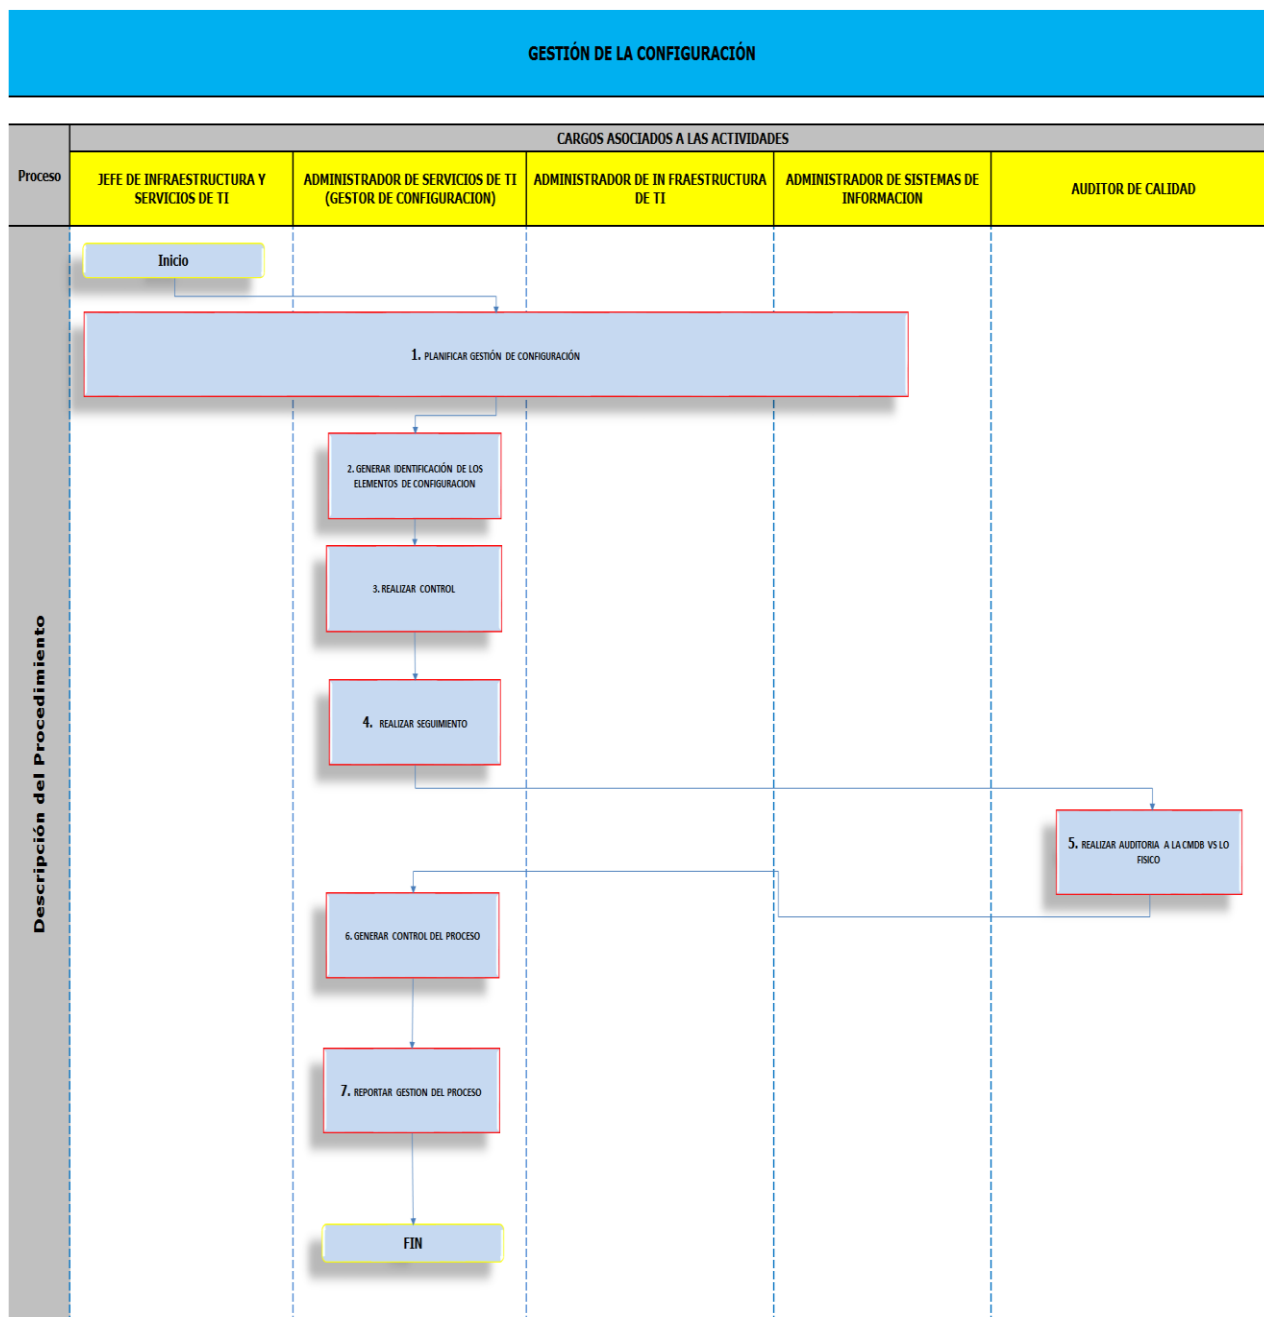 GESTIÓN DE LA CONFIGURACIÓN
CARGOS ASOCIADOS A LAS ACTIVIDADES
Proceso
JEFE DE INFRAESTRUCTURA Y
SERVICIOS DE TI
ADMINISTRADOR DE SERVICIOS DE TI
(GESTOR DE CONFIGURACION)
ADMINISTRADOR DE IN FRAESTRUCTURA
DE TI
ADMINISTRADOR DE SISTEMAS DE
INFORMACION
AUDITOR DE CALIDAD
Descripción del Procedimiento
Inicio
1. PLANIFICAR GESTIÓN DE CONFIGURACIÓN
2. GENERAR IDENTIFICACIÓN DE LOS
ELEMENTOS DE CONFIGURACION
3. REALIZAR CONTROL
4. REALIZAR SEGUIMIENTO
5. REALIZAR AUDITORIA A LA CMDB VS LO
FISICO
6. GENERAR CONTROL DEL PROCESO
7. REPORTAR GESTION DEL PROCESO
FIN